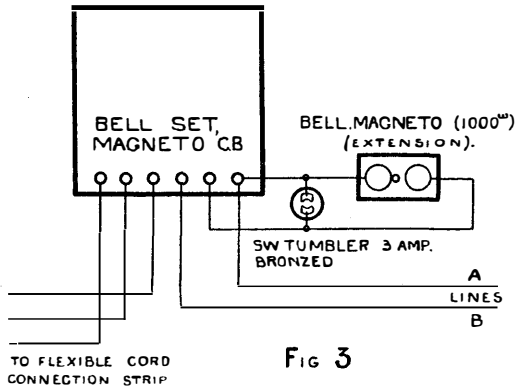 BELL SET,
MAGNETO C.B
BELL. MAGNETO (1000ω)
(EXTENSION).
SW TUMBLER 3 AMP.
BRONZED
A
LINES
B
TO FLEXIBLE CORD
CONNECTION STRIP
FIG 3